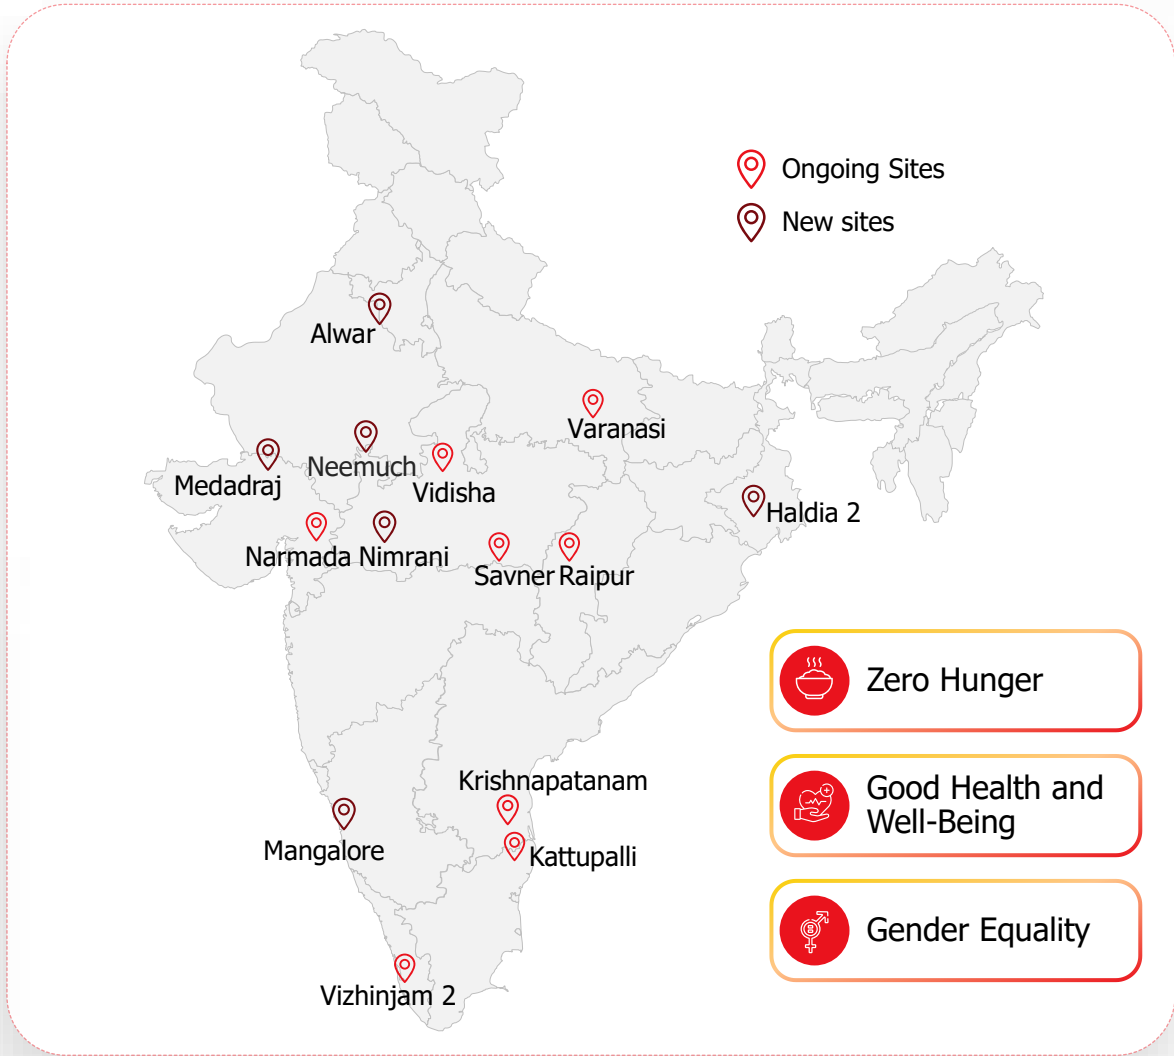 Ongoing Sites
New sites
Alwar
Varanasi
Neemuch
Medadraj
Vidisha
Haldia 2
Narmada
Nimrani
Savner
Raipur
Zero Hunger
Krishnapatanam
Good Health and
Well-Being
Mangalore
Kattupalli
Gender Equality
Vizhinjam 2